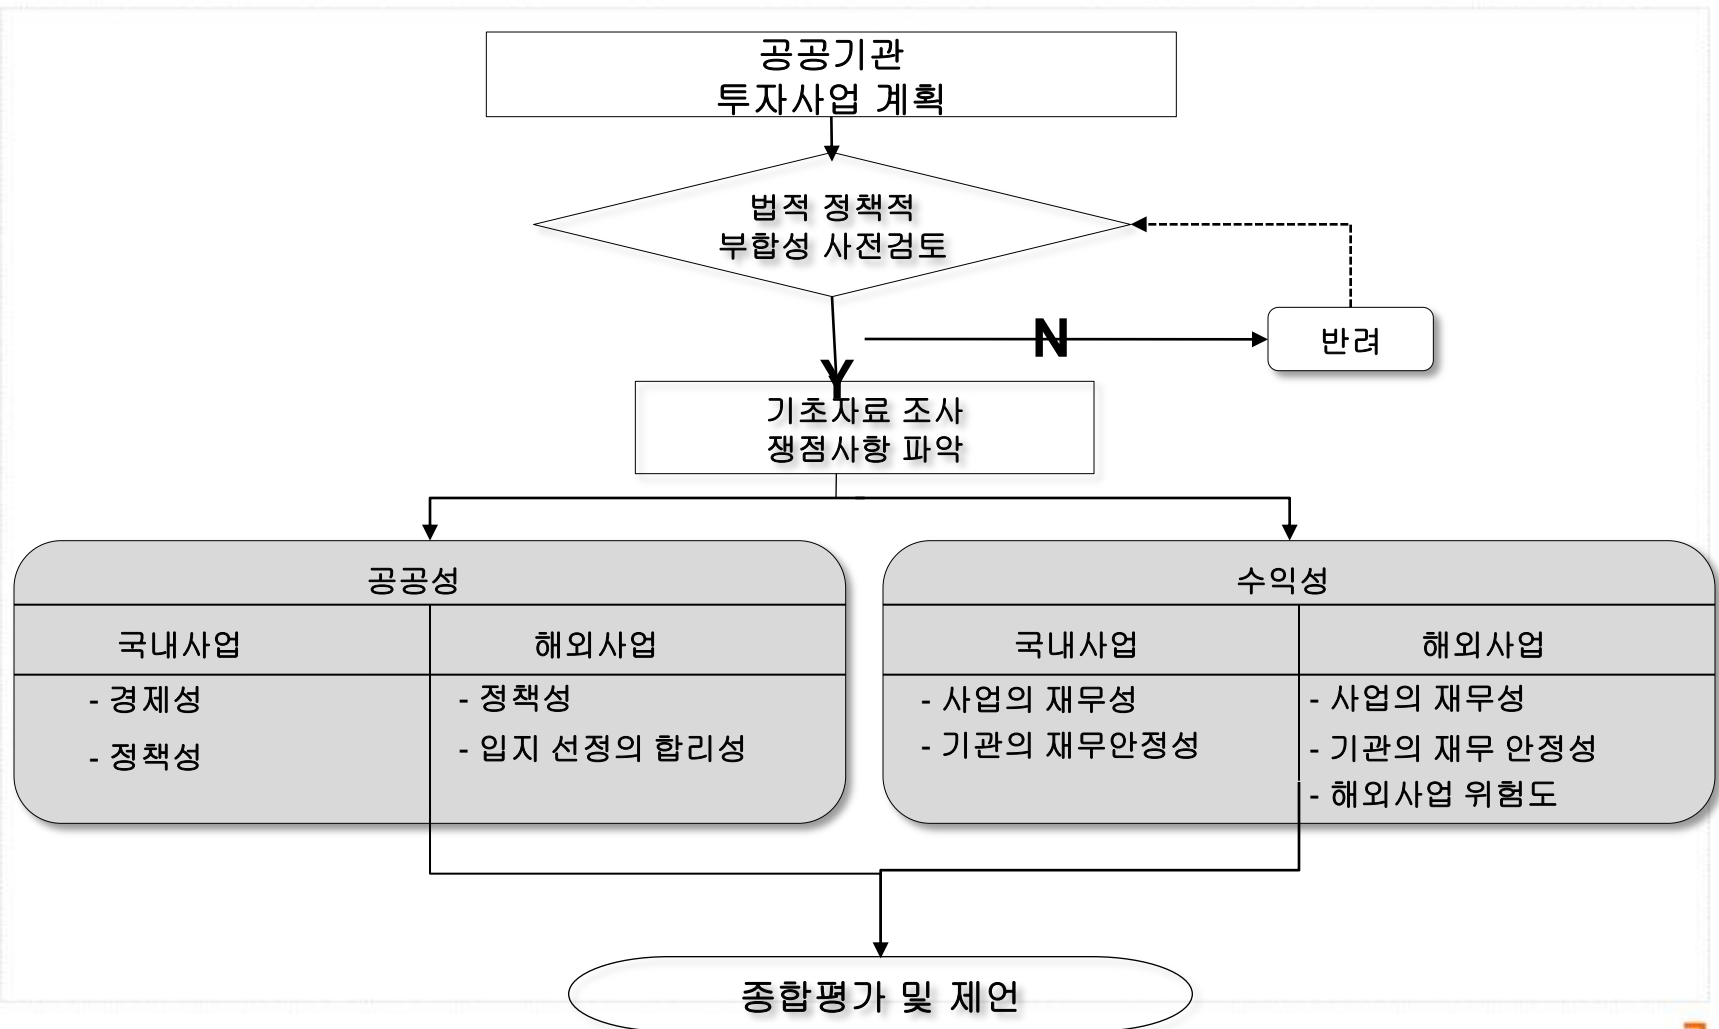 공공기관
투자사업 계획
법적 정책적
부합성 사전검토
N
반려
Y
기초자료 조사
쟁점사항 파악
공공성
국내사업
해외사업
- 경제성
- 정책성
- 정책성
- 입지 선정의 합리성
수익성
국내사업
해외사업
- 사업의 재무성
- 기관의 재무안정성
- 사업의 재무성
- 기관의 재무 안정성
- 해외사업 위험도
종합평가 및 제언